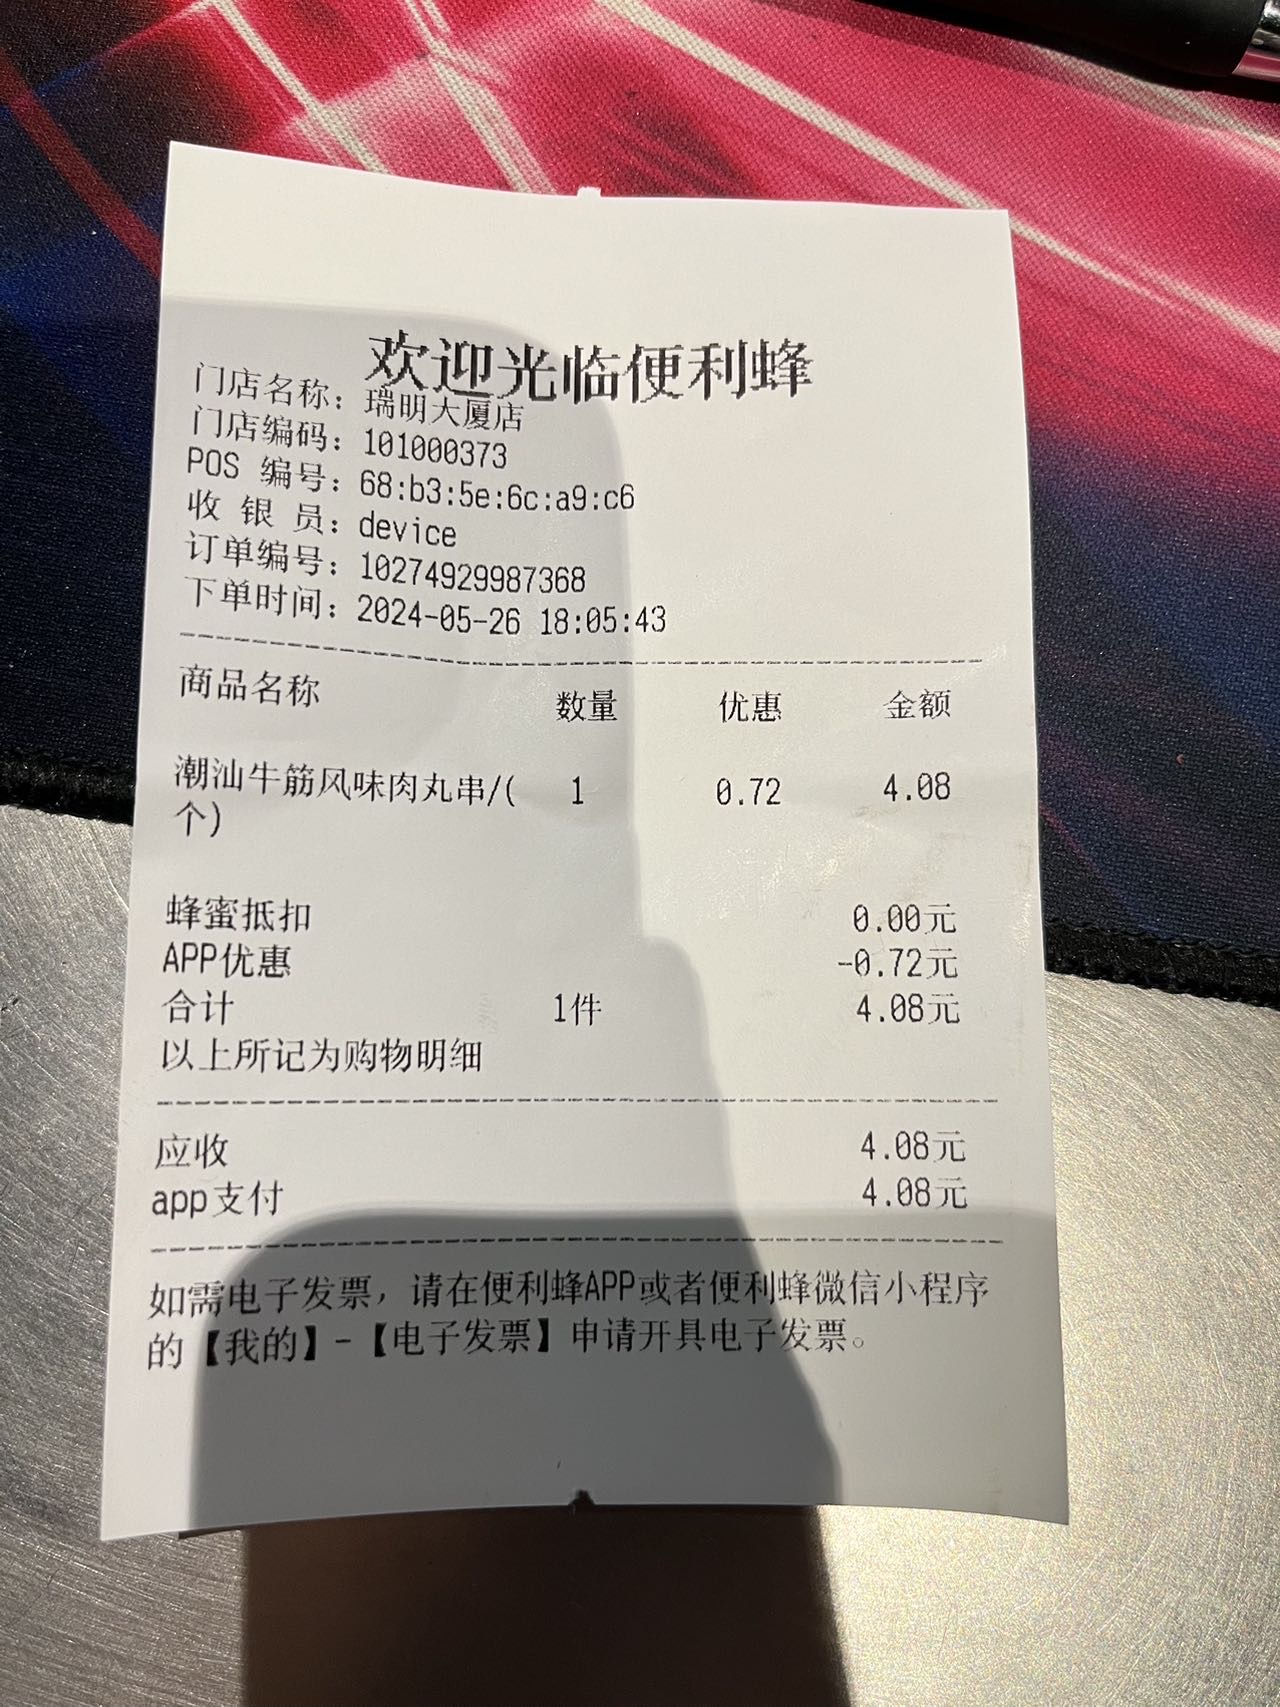 欢迎光临便利蜂
门店名称：瑞明大厦店
门店编码：101000373
POS 编号：68:b3:5e:6c:a9:c6
收 银 员：device
订单编号：10274929987368
下单时间：2024-05-26 18:05:43
商品名称 数量 优惠 金额
潮汕牛筋风味肉丸串/( 1 0.72 4.08
个)
蜂蜜抵扣 0.00元
APP优惠 -0.72元
合计 1件 4.08元
以上所记为购物明细
应收 4.08元
app支付 4.08元
如需电子发票，请在便利蜂APP或者便利蜂微信小程序
的【我的】-【电子发票】申请开具电子发票。